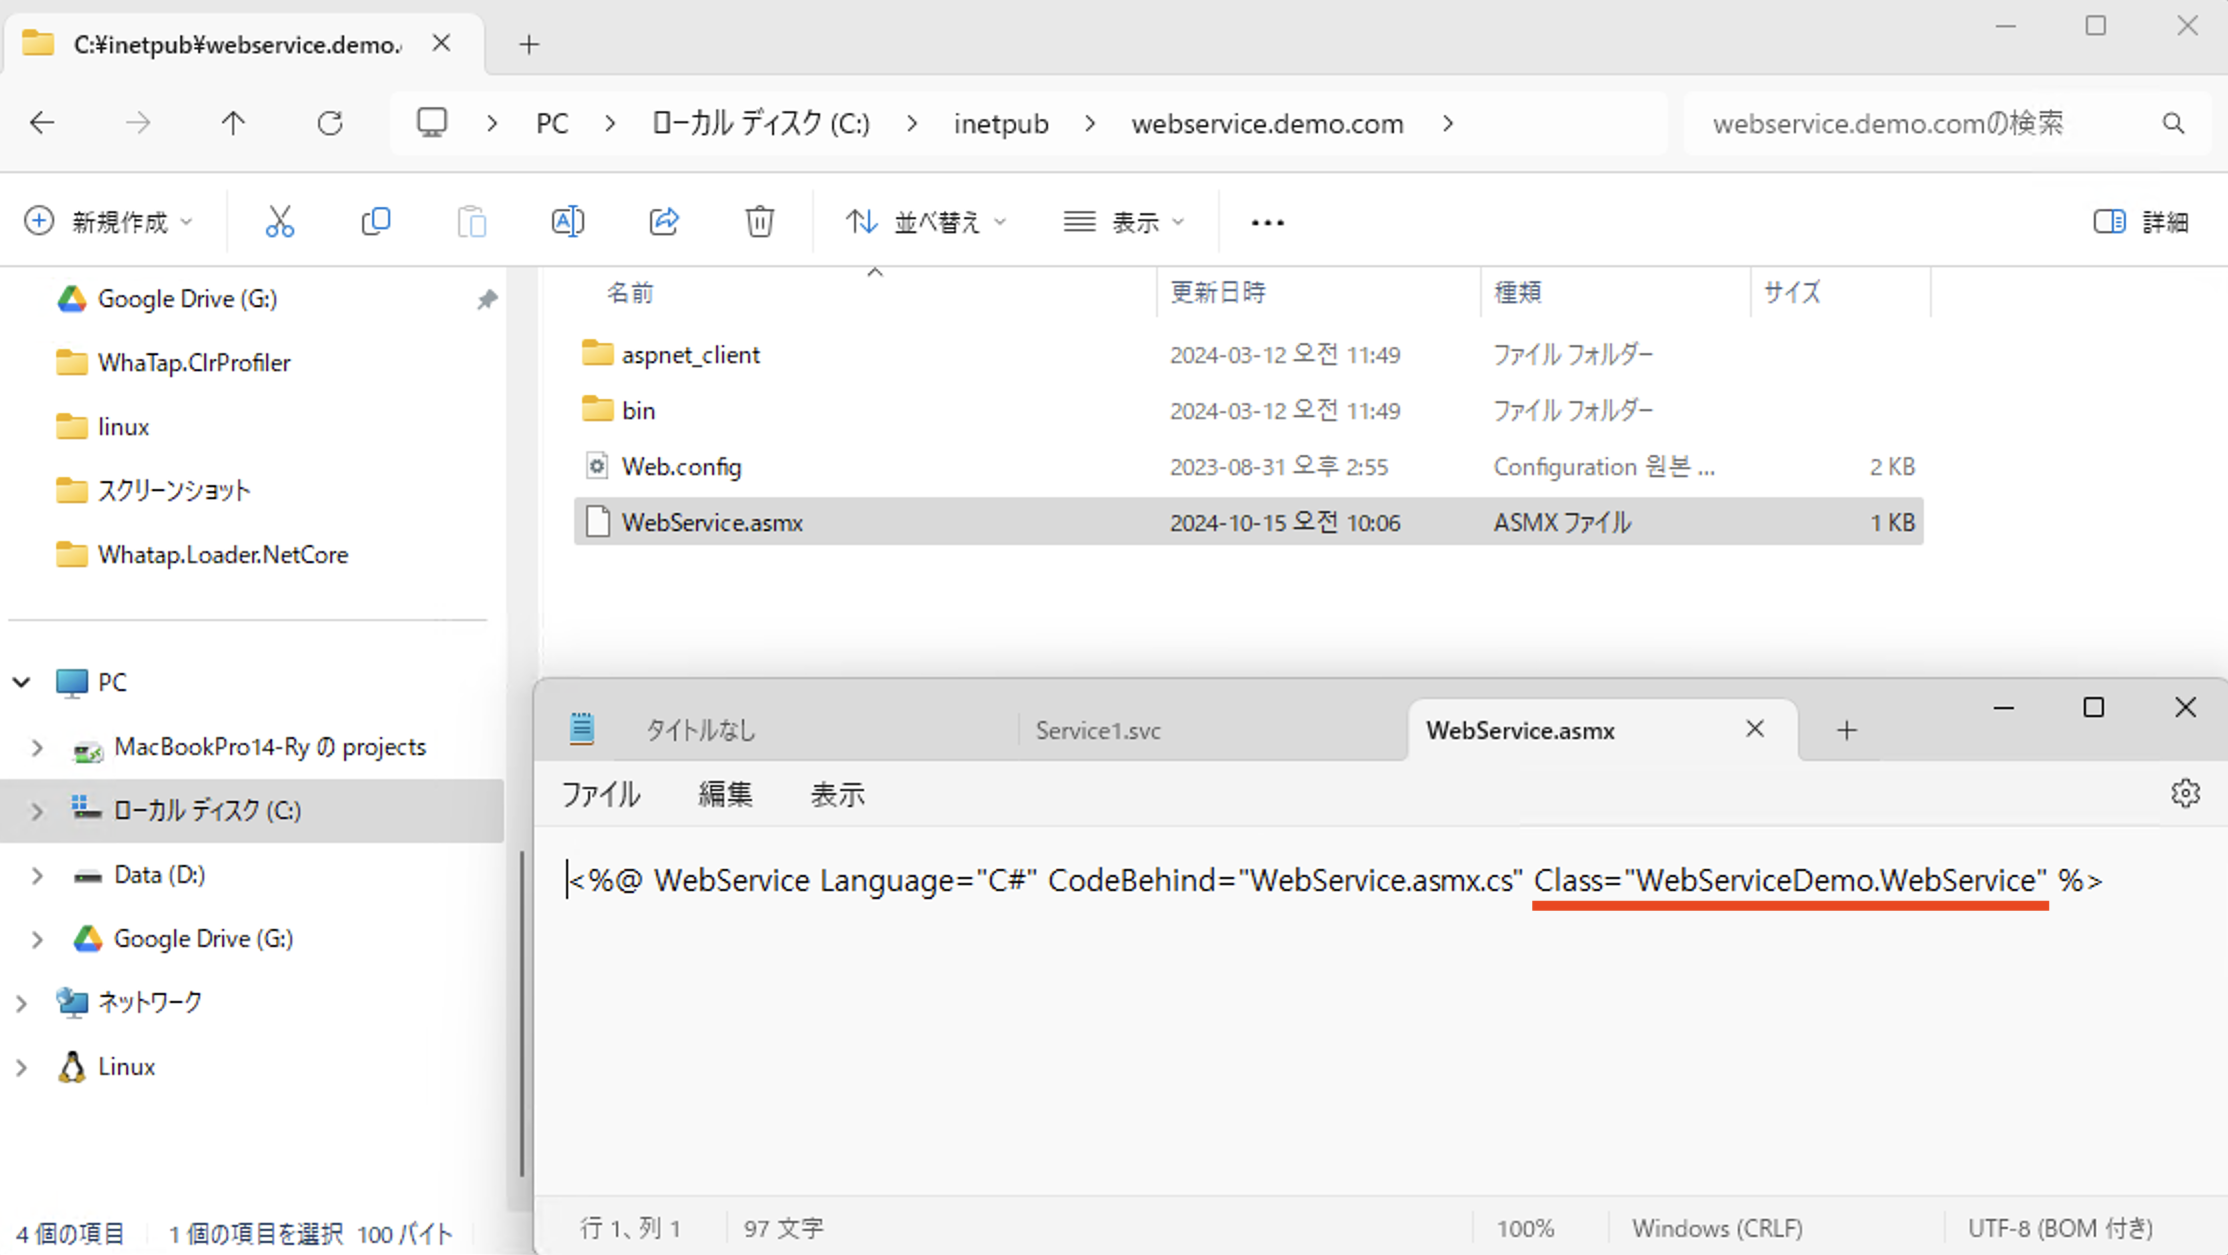 C:¥inetpub¥webservice.demo.
PC ローカル ディスク (C:) inetpub webservice.demo.com
webservice.demo.comの検索
新規作成 並べ替え 表示 詳細
Google Drive (G:)
WhaTap.ClrProfiler
linux
スクリーンショット
Whatap.Loader.NetCore
PC
MacBookPro14-Ry の projects
ローカル ディスク (C:)
Data (D:)
Google Drive (G:)
ネットワーク
Linux
4 個の項目 1 個の項目を選択 100 バイト
名前 更新日時 種類 サイズ
aspnet_client 2024-03-12 오전 11:49 ファイル フォルダー
bin 2024-03-12 오전 11:49 ファイル フォルダー
Web.config 2023-08-31 오후 2:55 Configuration 원본 ... 2 KB
WebService.asmx 2024-10-15 오전 10:06 ASMX ファイル 1 KB
タイトルなし Service1.svc WebService.asmx
ファイル 編集 表示
<%@ WebService Language="C#" CodeBehind="WebService.asmx.cs" Class="WebServiceDemo.WebService" %>
行 1、列 1 97 文字 100% Windows (CRLF) UTF-8 (BOM 付き)